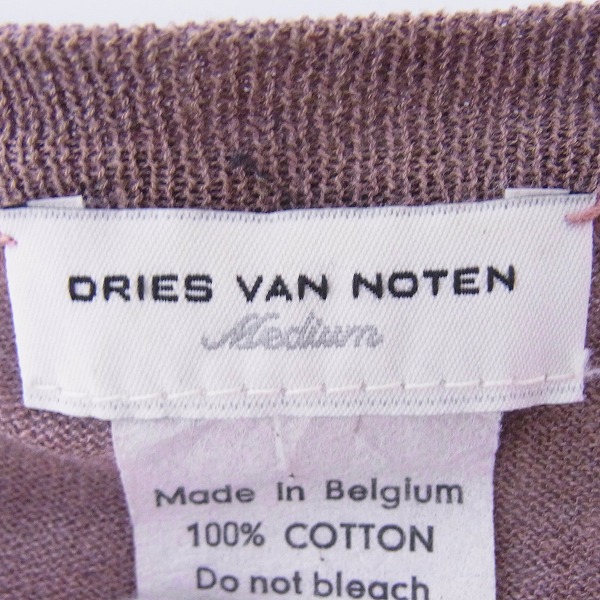 DRIES VAN NOTEN
Medium
Made in Belgium
100% COTTON
Do not bleach